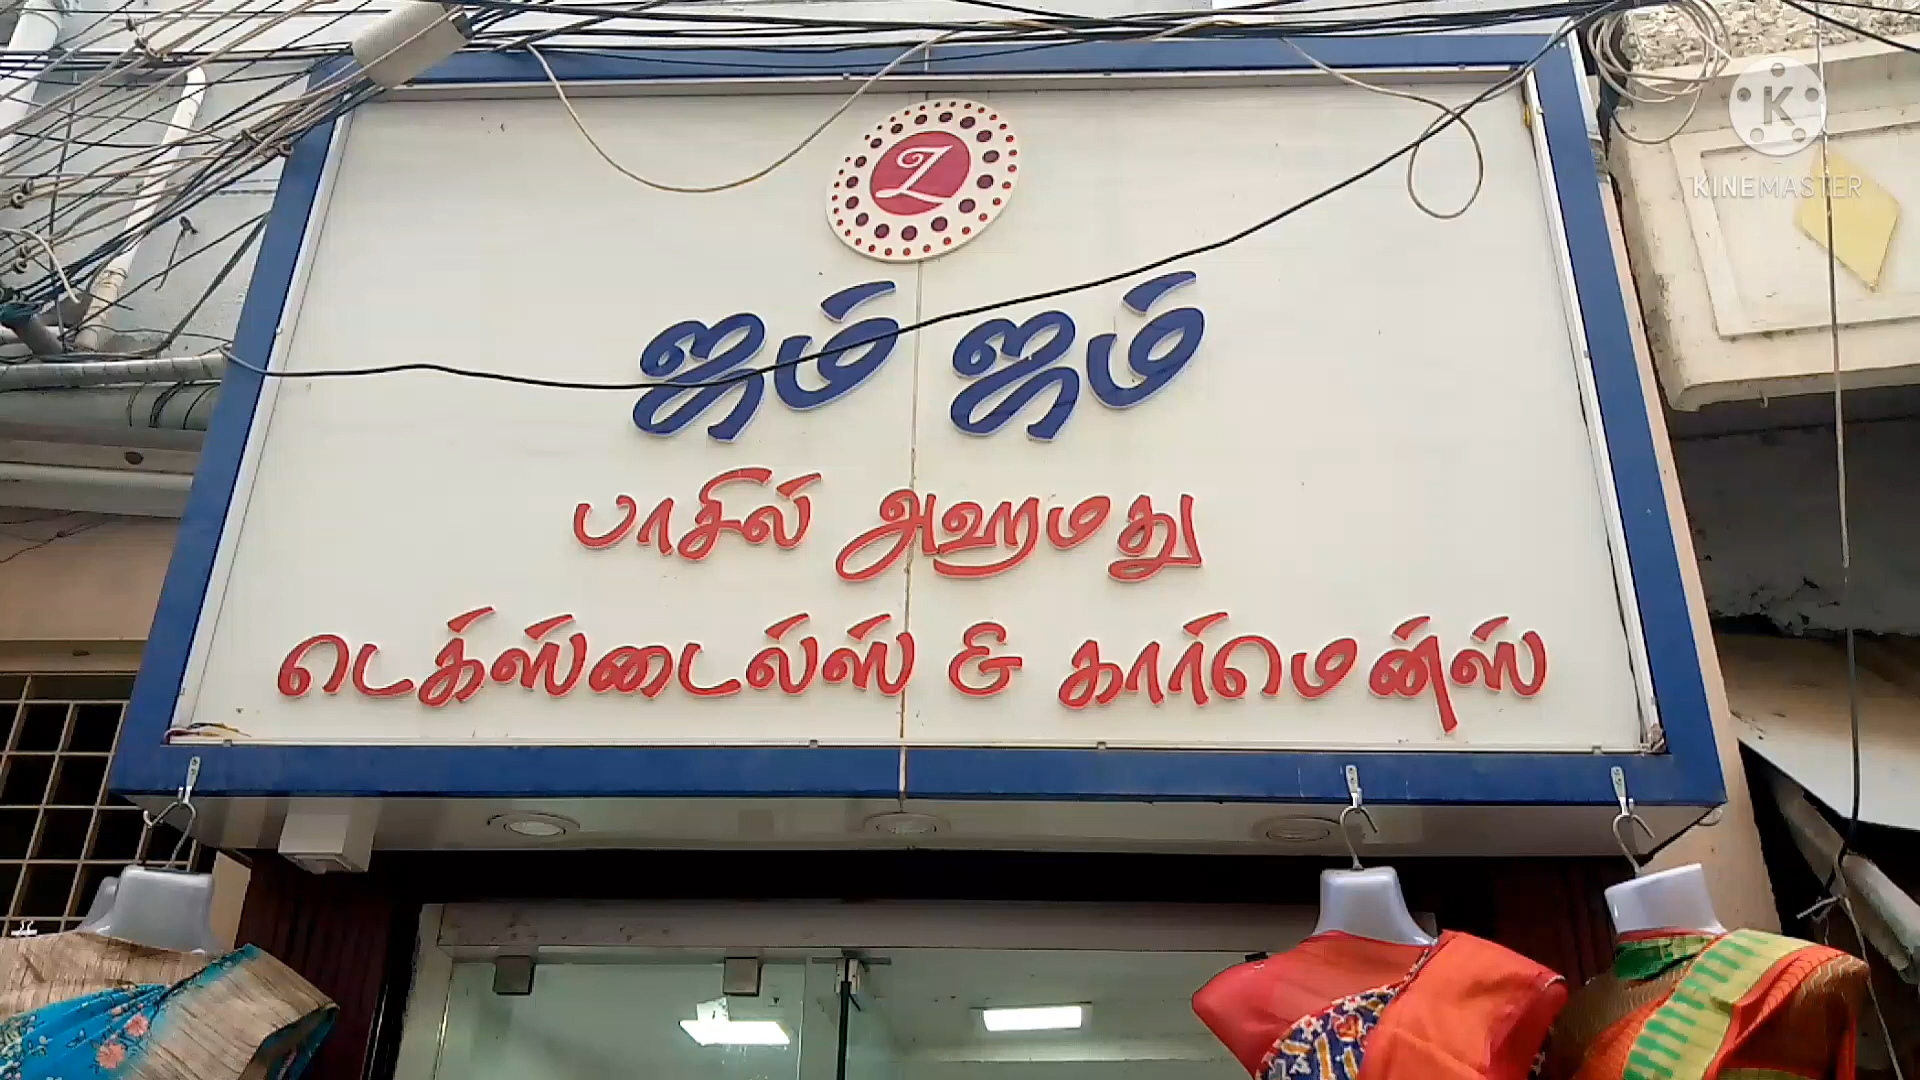 Z
ஜம் ஜம்
பாசில் அஹமது
டெக்ஸ்டைல்ஸ் & கார்மென்ஸ்
K
KINEMASTER